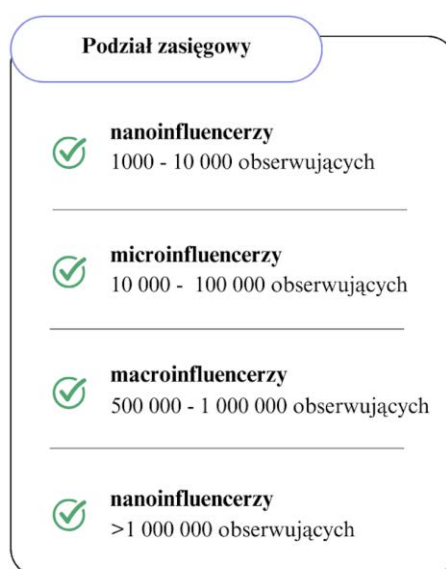 Podział zasięgowy
nanoinfluencerzy
1000 - 10 000 obserwujących
microinfluencerzy
10 000 - 100 000 obserwujących
macroinfluencerzy
500 000 - 1 000 000 obserwujących
nanoinfluencerzy
>1 000 000 obserwujących